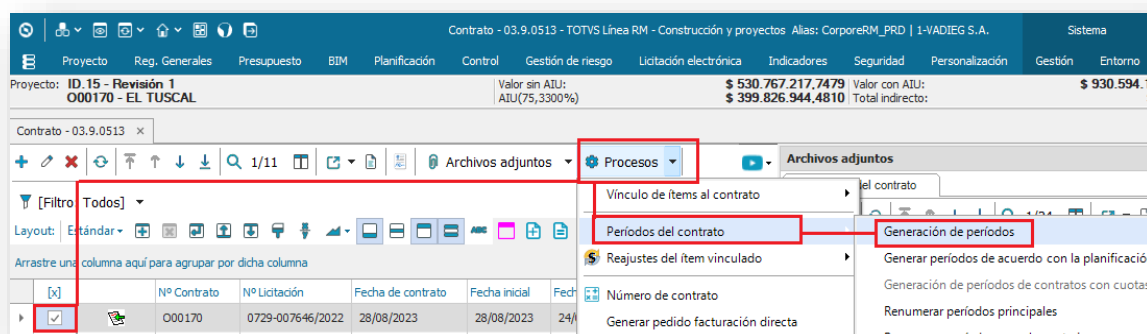 Contrato - 03.9.0513 - TOTVS Línea RM - Construcción y proyectos Alias: CorporeRM_PRD | 1-VADIEG S.A.
Sistema
Proyecto Reg. Generales Presupuesto BIM Planificación Control Gestión de riesgo Licitación electrónica Indicadores Seguridad Personalización Gestión Entorno
Proyecto: ID.15 - Revisión 1 Valor sin AIU: $ 530.767.217,7479 Valor con AIU: $ 930.594.
O00170 - EL TUSCAL AIU(75,3300%) $ 399.826.944,4810 Total indirecto:
Contrato - 03.9.0513 ×
1/11 Archivos adjuntos Procesos Archivos adjuntos
[Filtro Todos] Vínculo de ítems al contrato del contrato
Layout: Estándar Períodos del contrato Generación de períodos
Arrastre una columna aquí para agrupar por dicha columna Reajustes del ítem vinculado Generar períodos de acuerdo con la planificació
[x] Nº Contrato Nº Licitación Fecha de contrato Fecha inicial Fech Número de contrato Generación de períodos de contratos con cuotas
O00170 0729-007646/2022 28/08/2023 28/08/2023 24/ Generar pedido facturación directa Renumerar períodos principales